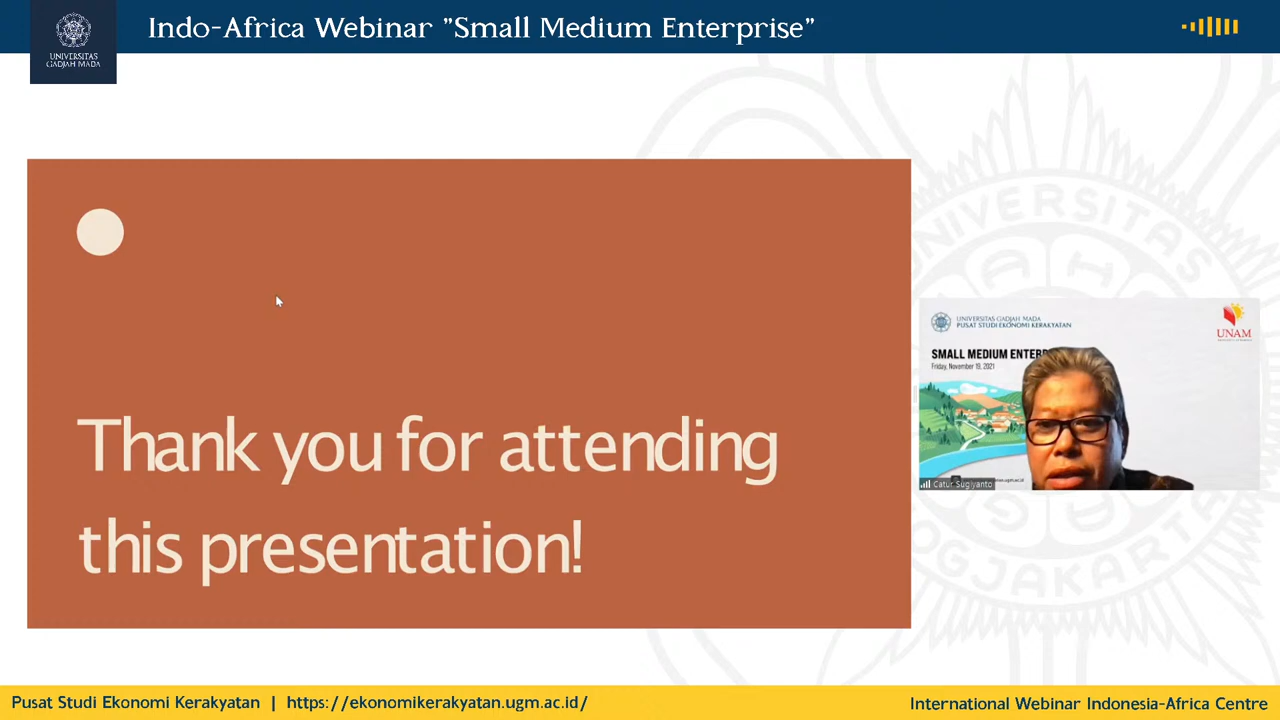 Indo-Africa Webinar "Small Medium Enterprise"
UNIVERSITAS
GADJAH MADA
Thank you for attending
this presentation!
UNIVERSITAS GADJAH MADA
PUSAT STUDI EKONOMI KERAKYATAN
UNAM
SMALL MEDIUM ENTERP
Friday, November 19, 2021
Catur Sugiyanto
UNIVERSITAS
OGJAKARTA
Pusat Studi Ekonomi Kerakyatan | https://ekonomikerakyatan.ugm.ac.id/
International Webinar Indonesia-Africa Centre